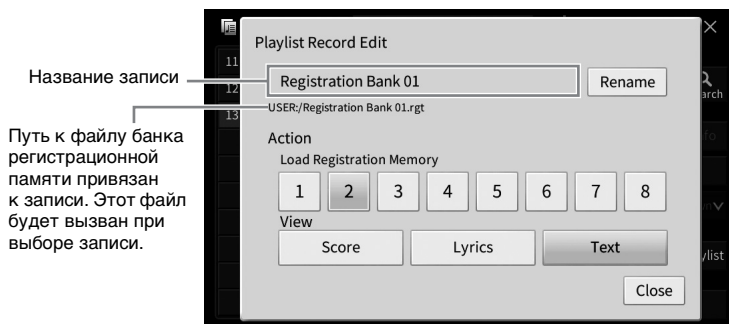 Playlist Record Edit
11
Название записи
Registration Bank 01
Rename
12
arch
USER:/Registration Bank 01.rgt
13
Путь к файлу банка
регистрационной
памяти привязан
к записи. Этот файл
будет вызван при
выборе записи.
Action
Load Registration Memory
1 2 3 4 5 6 7 8
View
Score Lyrics Text
ylist
Close